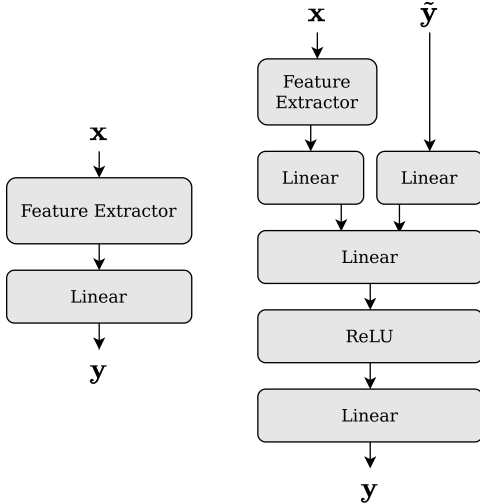 x
Feature Extractor
Linear
y
x
ỹ
Feature
Extractor
Linear
Linear
Linear
ReLU
Linear
y